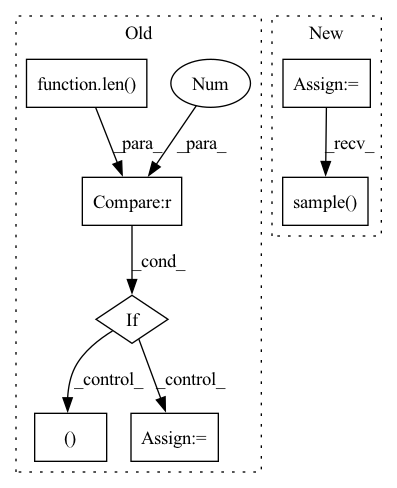 Old
New
function.len()
Num
Assign:=
_para_
_para_
_recv_
Compare:r
sample()
_cond_
If
_control_
_control_
()
Assign:=